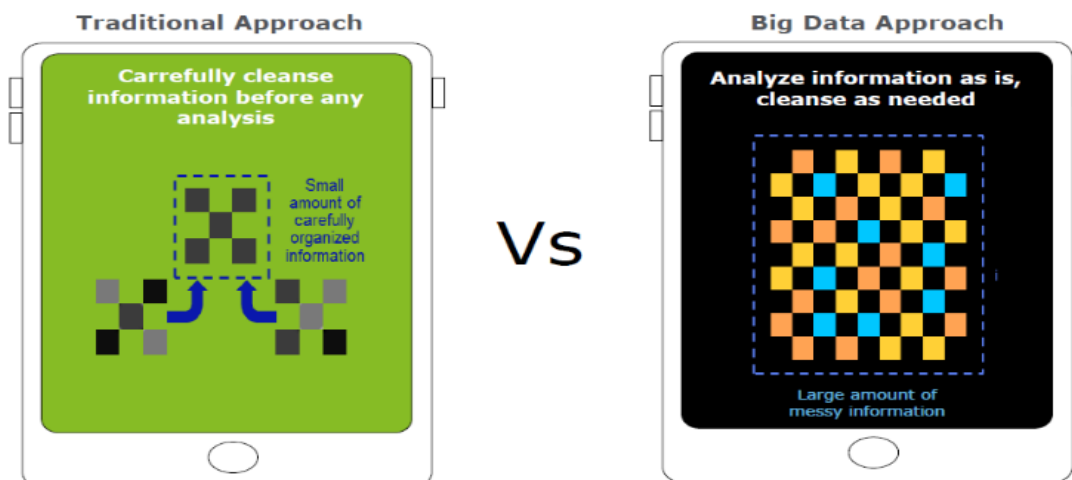 Traditional Approach
Carrefully cleanse
information before any
analysis
Small
amount of
carefully
organized
information
Vs
Big Data Approach
Analyze information as is,
cleanse as needed
i
Large amount of
messy information